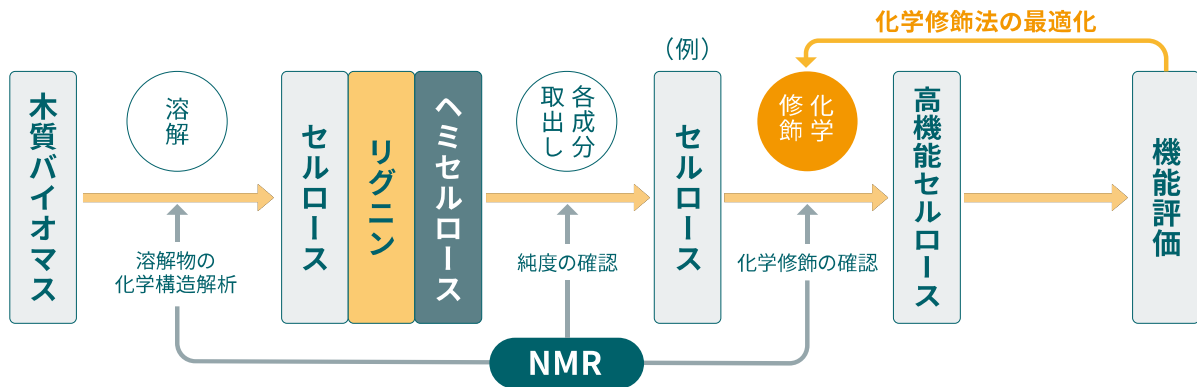 化学修飾法の最適化
木質バイオマス
溶解
溶解物の
化学構造解析
セルロース
リグニン
ヘミセルロース
各成分
取出し
純度の確認
(例)
セルロース
化学
修飾
化学修飾の確認
高機能セルロース
機能評価
NMR